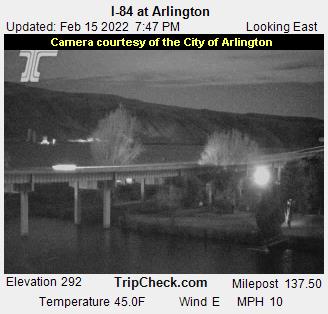 I-84 at Arlington
Updated: Feb 15 2022 7:47 PM Looking East
Camera courtesy of the City of Arlington
Elevation 292 TripCheck.com Milepost 137.50
Temperature 45.0F Wind E MPH 10